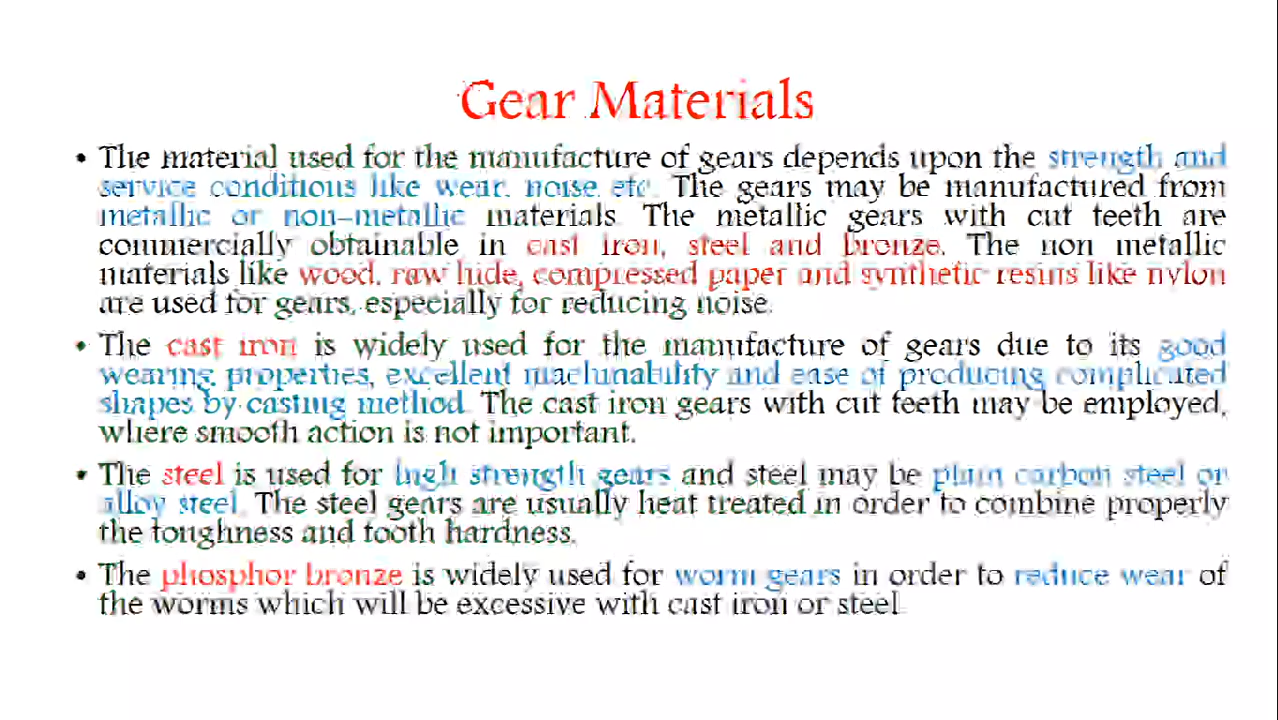 Gear Materials
• The material used for the manufacture of gears depends upon the strength and
service conditions like wear, noise etc. The gears may be manufactured from
metallic or non-metallic materials. The metallic gears with cut teeth are
commercially obtainable in cast iron, steel and bronze. The non metallic
materials like wood, raw hide, compressed paper and synthetic resins like nylon
are used for gears, especially for reducing noise.
• The cast iron is widely used for the manufacture of gears due to its good
wearing properties, excellent machinability and ease of producing complicated
shapes by casting method. The cast iron gears with cut teeth may be employed,
where smooth action is not important.
• The steel is used for high strength gears and steel may be plain carbon steel or
alloy steel. The steel gears are usually heat treated in order to combine properly
the toughness and tooth hardness.
• The phosphor bronze is widely used for worm gears in order to reduce wear of
the worms which will be excessive with cast iron or steel